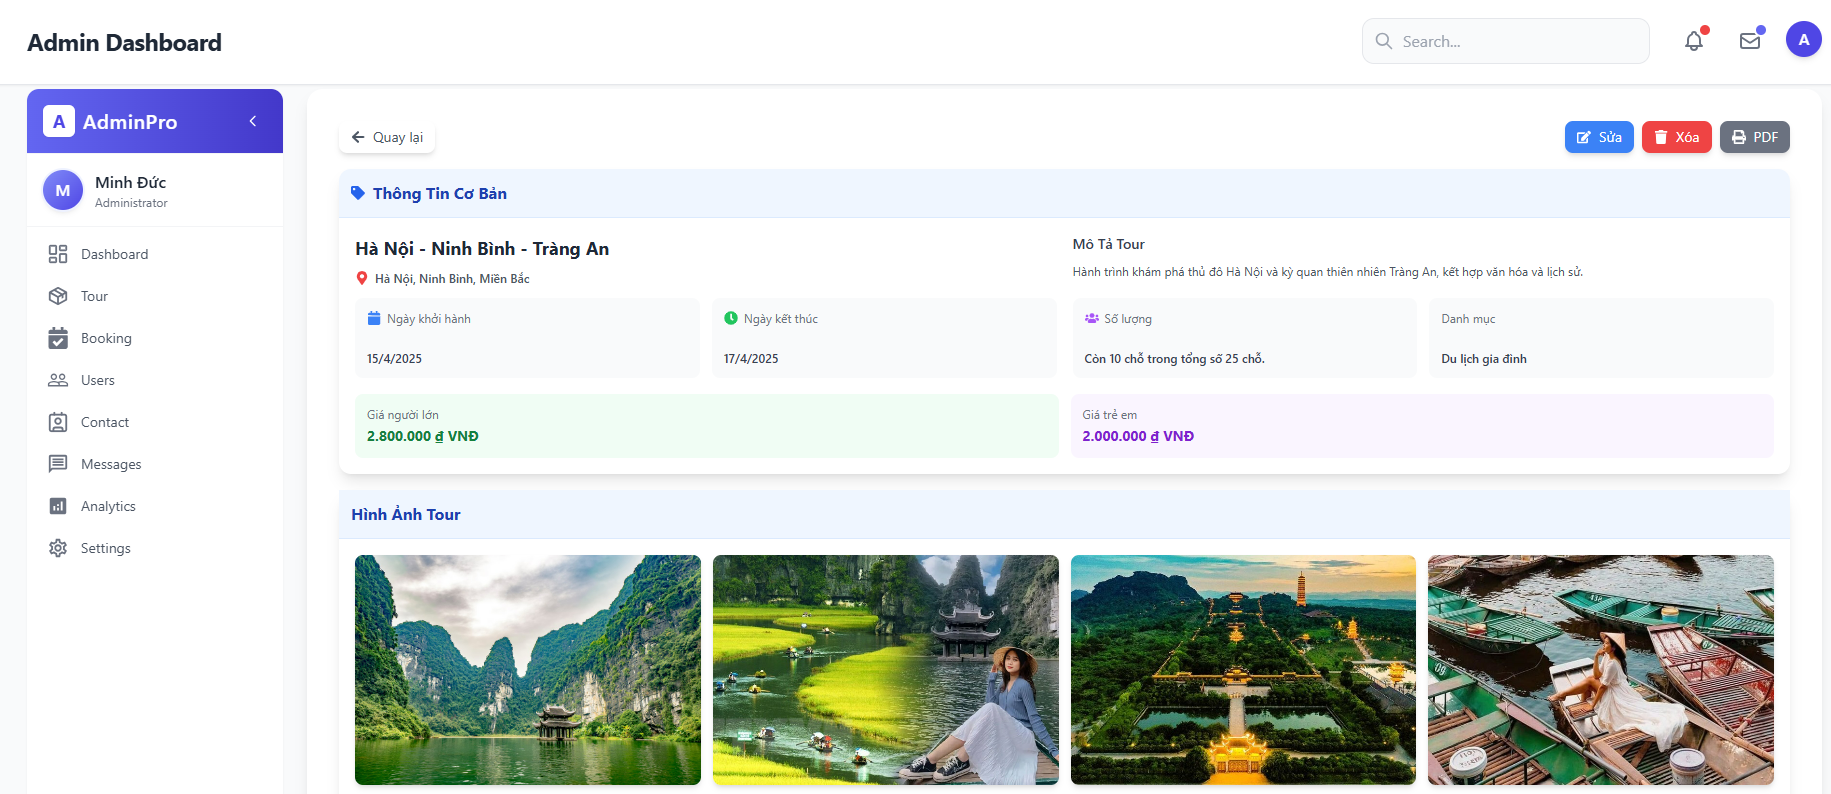 Admin Dashboard
Search...
A
A AdminPro
M
Minh Đức
Administrator
Dashboard
Tour
Booking
Users
Contact
Messages
Analytics
Settings
Quay lại
Sửa
Xóa
PDF
Thông Tin Cơ Bản
Hà Nội - Ninh Bình - Tràng An
Hà Nội, Ninh Bình, Miền Bắc
Mô Tả Tour
Hành trình khám phá thủ đô Hà Nội và kỳ quan thiên nhiên Tràng An, kết hợp văn hóa và lịch sử.
Ngày khởi hành
15/4/2025
Ngày kết thúc
17/4/2025
Số lượng
Còn 10 chỗ trong tổng số 25 chỗ.
Danh mục
Du lịch gia đình
Giá người lớn
2.800.000 ₫ VNĐ
Giá trẻ em
2.000.000 ₫ VNĐ
Hình Ảnh Tour